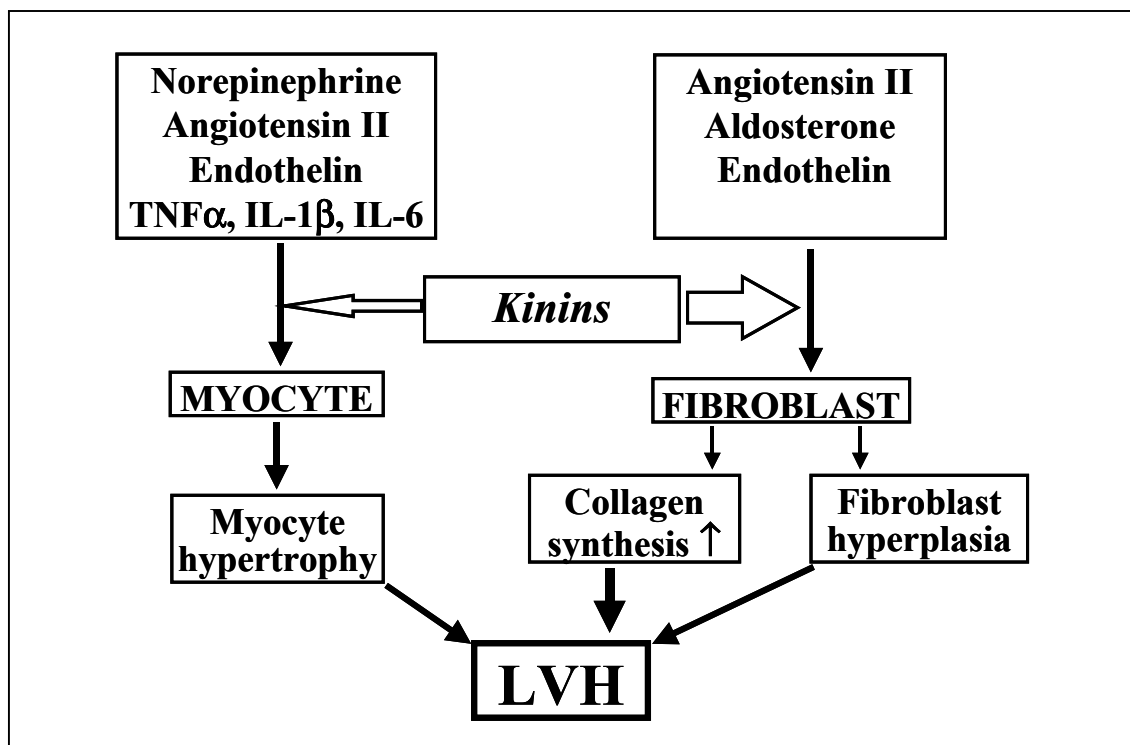 Norepinephrine
Angiotensin II
Endothelin
TNFα, IL-1β, IL-6
Angiotensin II
Aldosterone
Endothelin
Kinins
MYOCYTE
FIBROBLAST
Myocyte
hypertrophy
Collagen
synthesis ↑
Fibroblast
hyperplasia
LVH